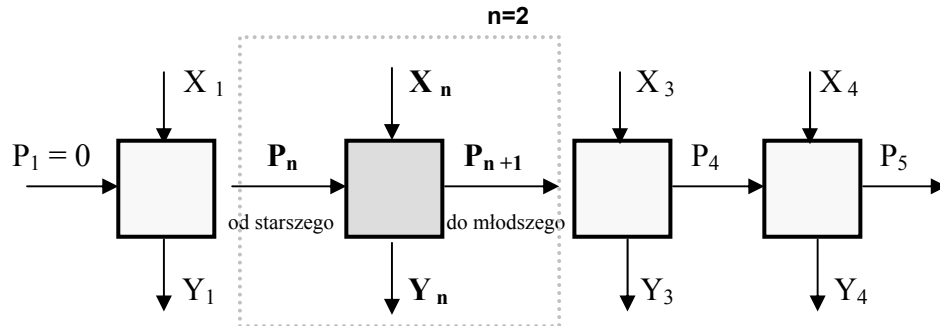 n=2
X 1
X n
X 3
X 4
P1 = 0
Pn
Pn +1
P4
P5
od starszego
do młodszego
Y1
Yn
Y3
Y4